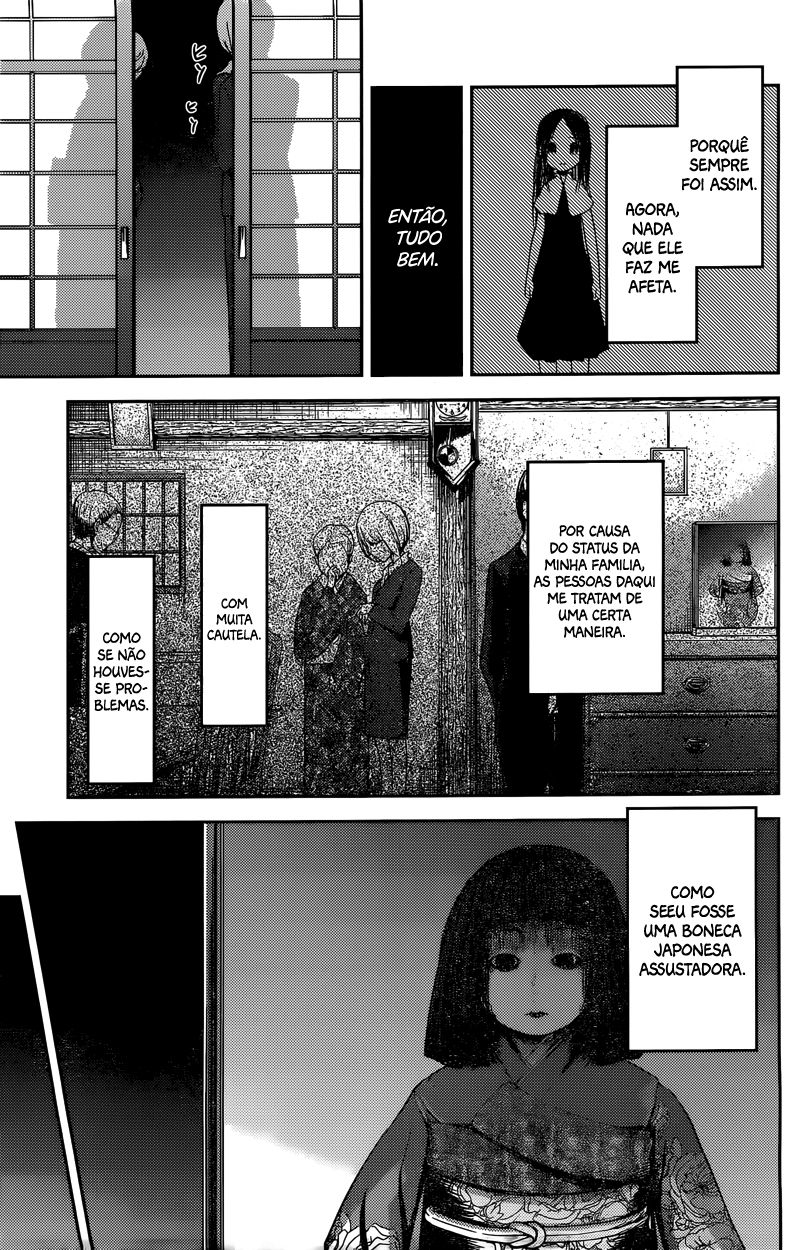 PORQUÊ
SEMPRE
FOI ASSIM.
AGORA,
NADA
QUE ELE
FAZ ME
AFETA.
ENTÃO,
TUDO
BEM.
ヒソ
ヒソ
POR CAUSA
DO STATUS DA
MINHA FAMILIA,
AS PESSOAS DAQUI
ME TRATAM DE
UMA CERTA
MANEIRA.
COM
MUITA
CAUTELA.
COMO
SE NÃO
HOUVES-
SE PRO-
BLEMAS.
COMO
SEEU FOSSE
UMA BONECA
JAPONESA
ASSUSTADORA.